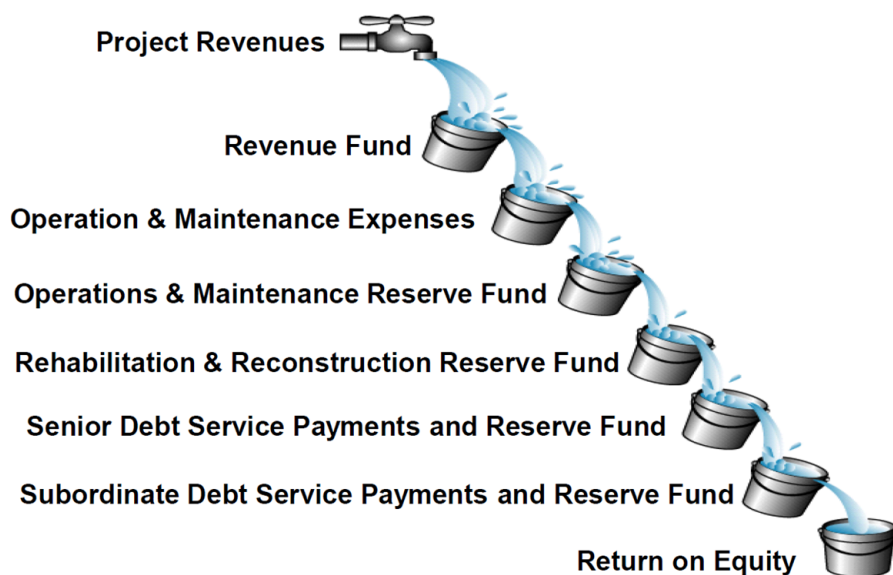 Project Revenues
Revenue Fund
Operation & Maintenance Expenses
Operations & Maintenance Reserve Fund
Rehabilitation & Reconstruction Reserve Fund
Senior Debt Service Payments and Reserve Fund
Subordinate Debt Service Payments and Reserve Fund
Return on Equity